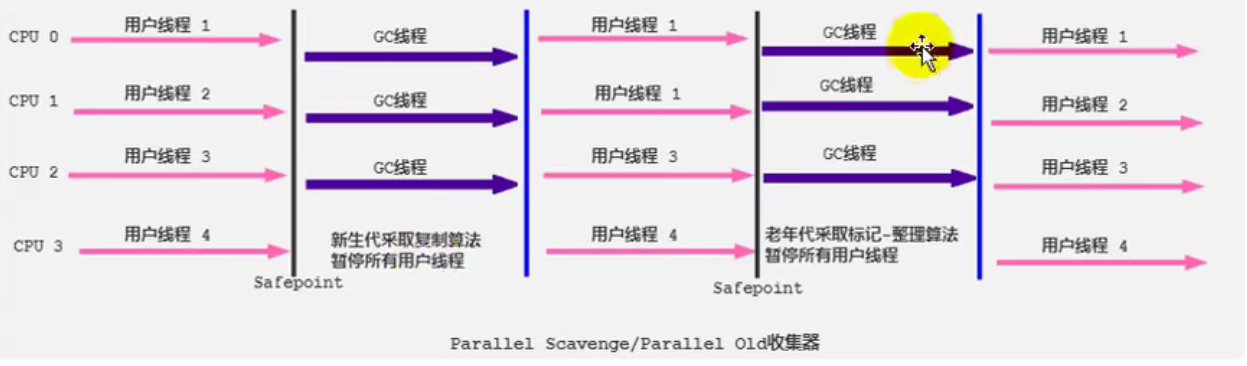 CPU 0 用户线程 1 GC线程 用户线程 1 GC线程 用户线程 1
CPU 1 用户线程 2 GC线程 用户线程 1 GC线程 用户线程 2
CPU 2 用户线程 3 GC线程 用户线程 3 GC线程 用户线程 3
CPU 3 用户线程 4 用户线程 4 用户线程 4
新生代采取复制算法
暂停所有用户线程
老年代采取标记-整理算法
暂停所有用户线程
Safepoint Safepoint
Parallel Scavenge/Parallel Old收集器